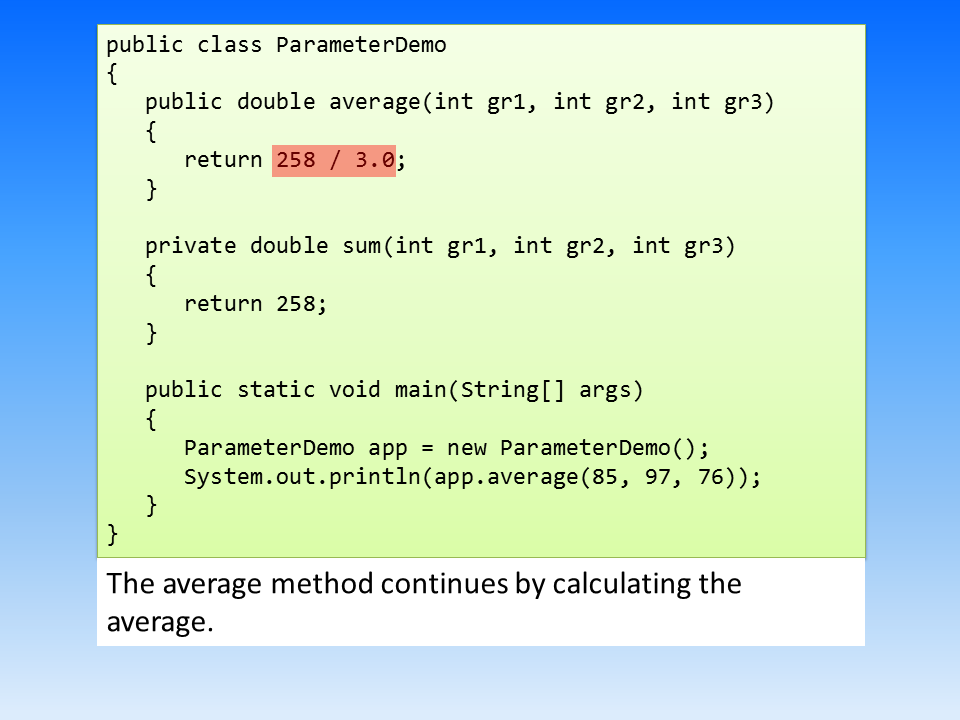 public class ParameterDemo
{
   public double average(int gr1, int gr2, int gr3)
   {
      return 258 / 3.0;
   }

   private double sum(int gr1, int gr2, int gr3)
   {
      return 258;
   }

   public static void main(String[] args)
   {
      ParameterDemo app = new ParameterDemo();
      System.out.println(app.average(85, 97, 76));
   }
}
The average method continues by calculating the
average.